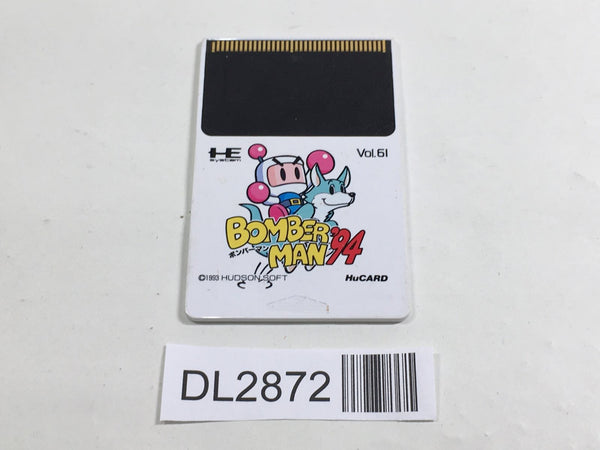 HE system
Vol.61
BOMBER
ボンバーマン MAN '94
©1993 HUDSON SOFT
HuCARD
DL2872